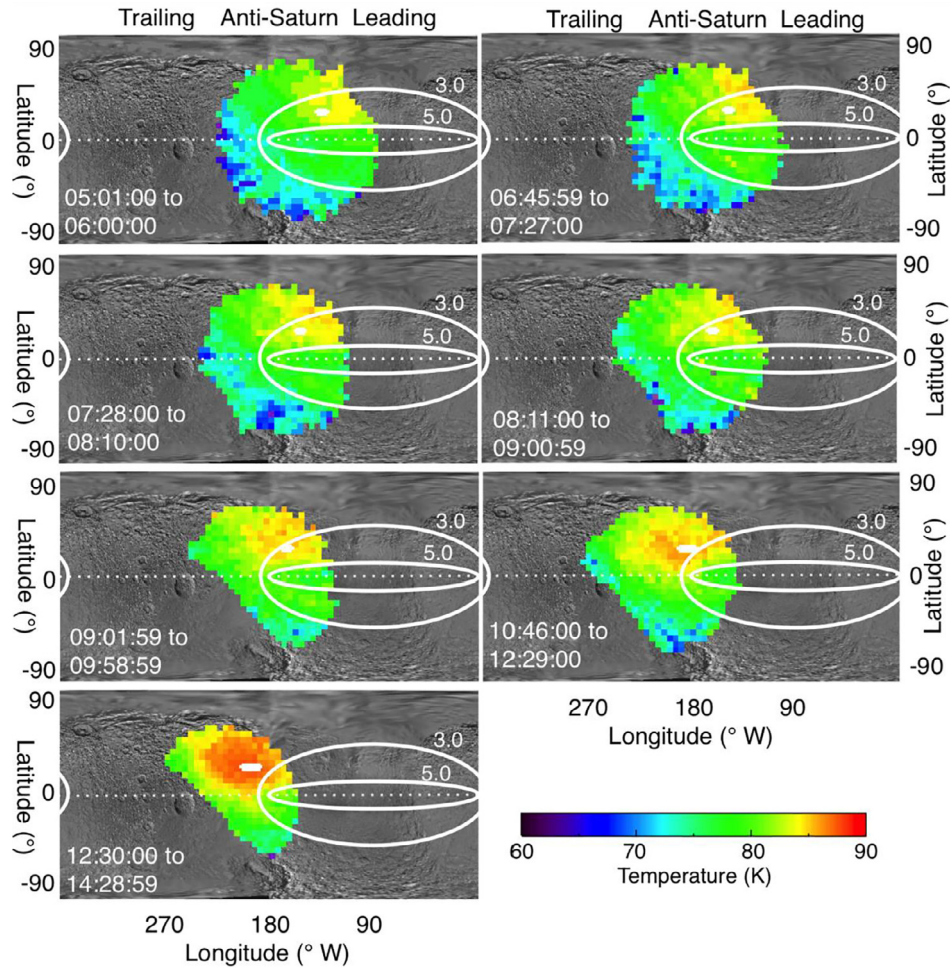 Trailing Anti-Saturn Leading Trailing Anti-Saturn Leading
90 0 -90 Latitude (°) 3.0 5.0 05:01:00 to
06:00:00
3.0 5.0 06:45:59 to
07:27:00
90 0 -90 Latitude (°)
90 0 -90 Latitude (°) 3.0 5.0 07:28:00 to
08:10:00
3.0 5.0 08:11:00 to
09:00:59
90 0 -90 Latitude (°)
90 0 -90 Latitude (°) 3.0 5.0 09:01:59 to
09:58:59
3.0 5.0 10:46:00 to
12:29:00
90 0 -90 Latitude (°)
270 180 90
Longitude (° W)
90 0 -90 Latitude (°) 3.0 5.0 12:30:00 to
14:28:59
270 180 90
Longitude (° W)
60 70 80 90
Temperature (K)